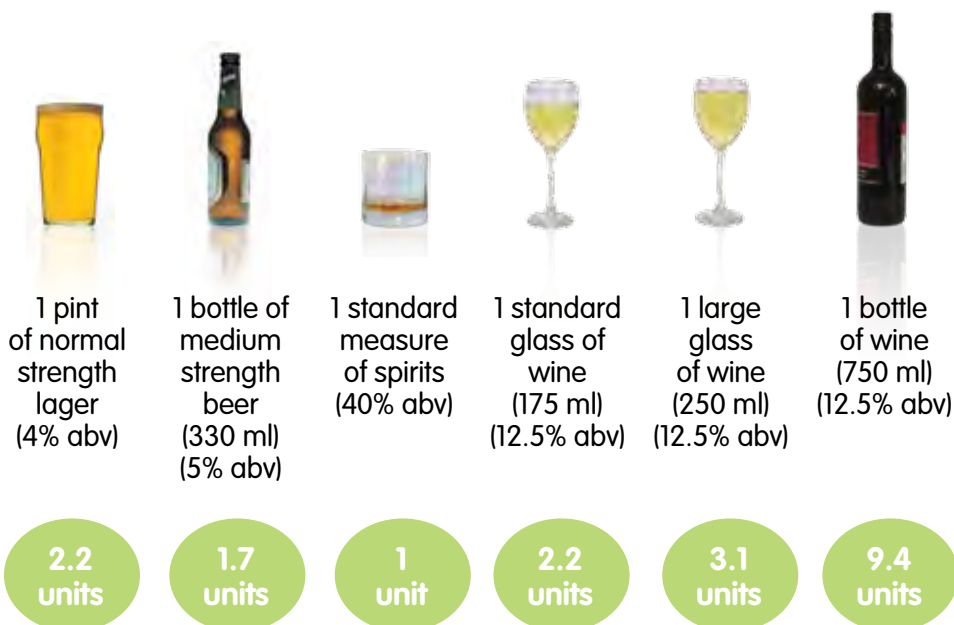 1 pint
of normal
strength
lager
(4% abv)
1 bottle of
medium
strength
beer
(330 ml)
(5% abv)
1 standard
measure
of spirits
(40% abv)
1 standard
glass of
wine
(175 ml)
(12.5% abv)
1 large
glass
of wine
(250 ml)
(12.5% abv)
1 bottle
of wine
(750 ml)
(12.5% abv)
2.2
units
1.7
units
1
unit
2.2
units
3.1
units
9.4
units